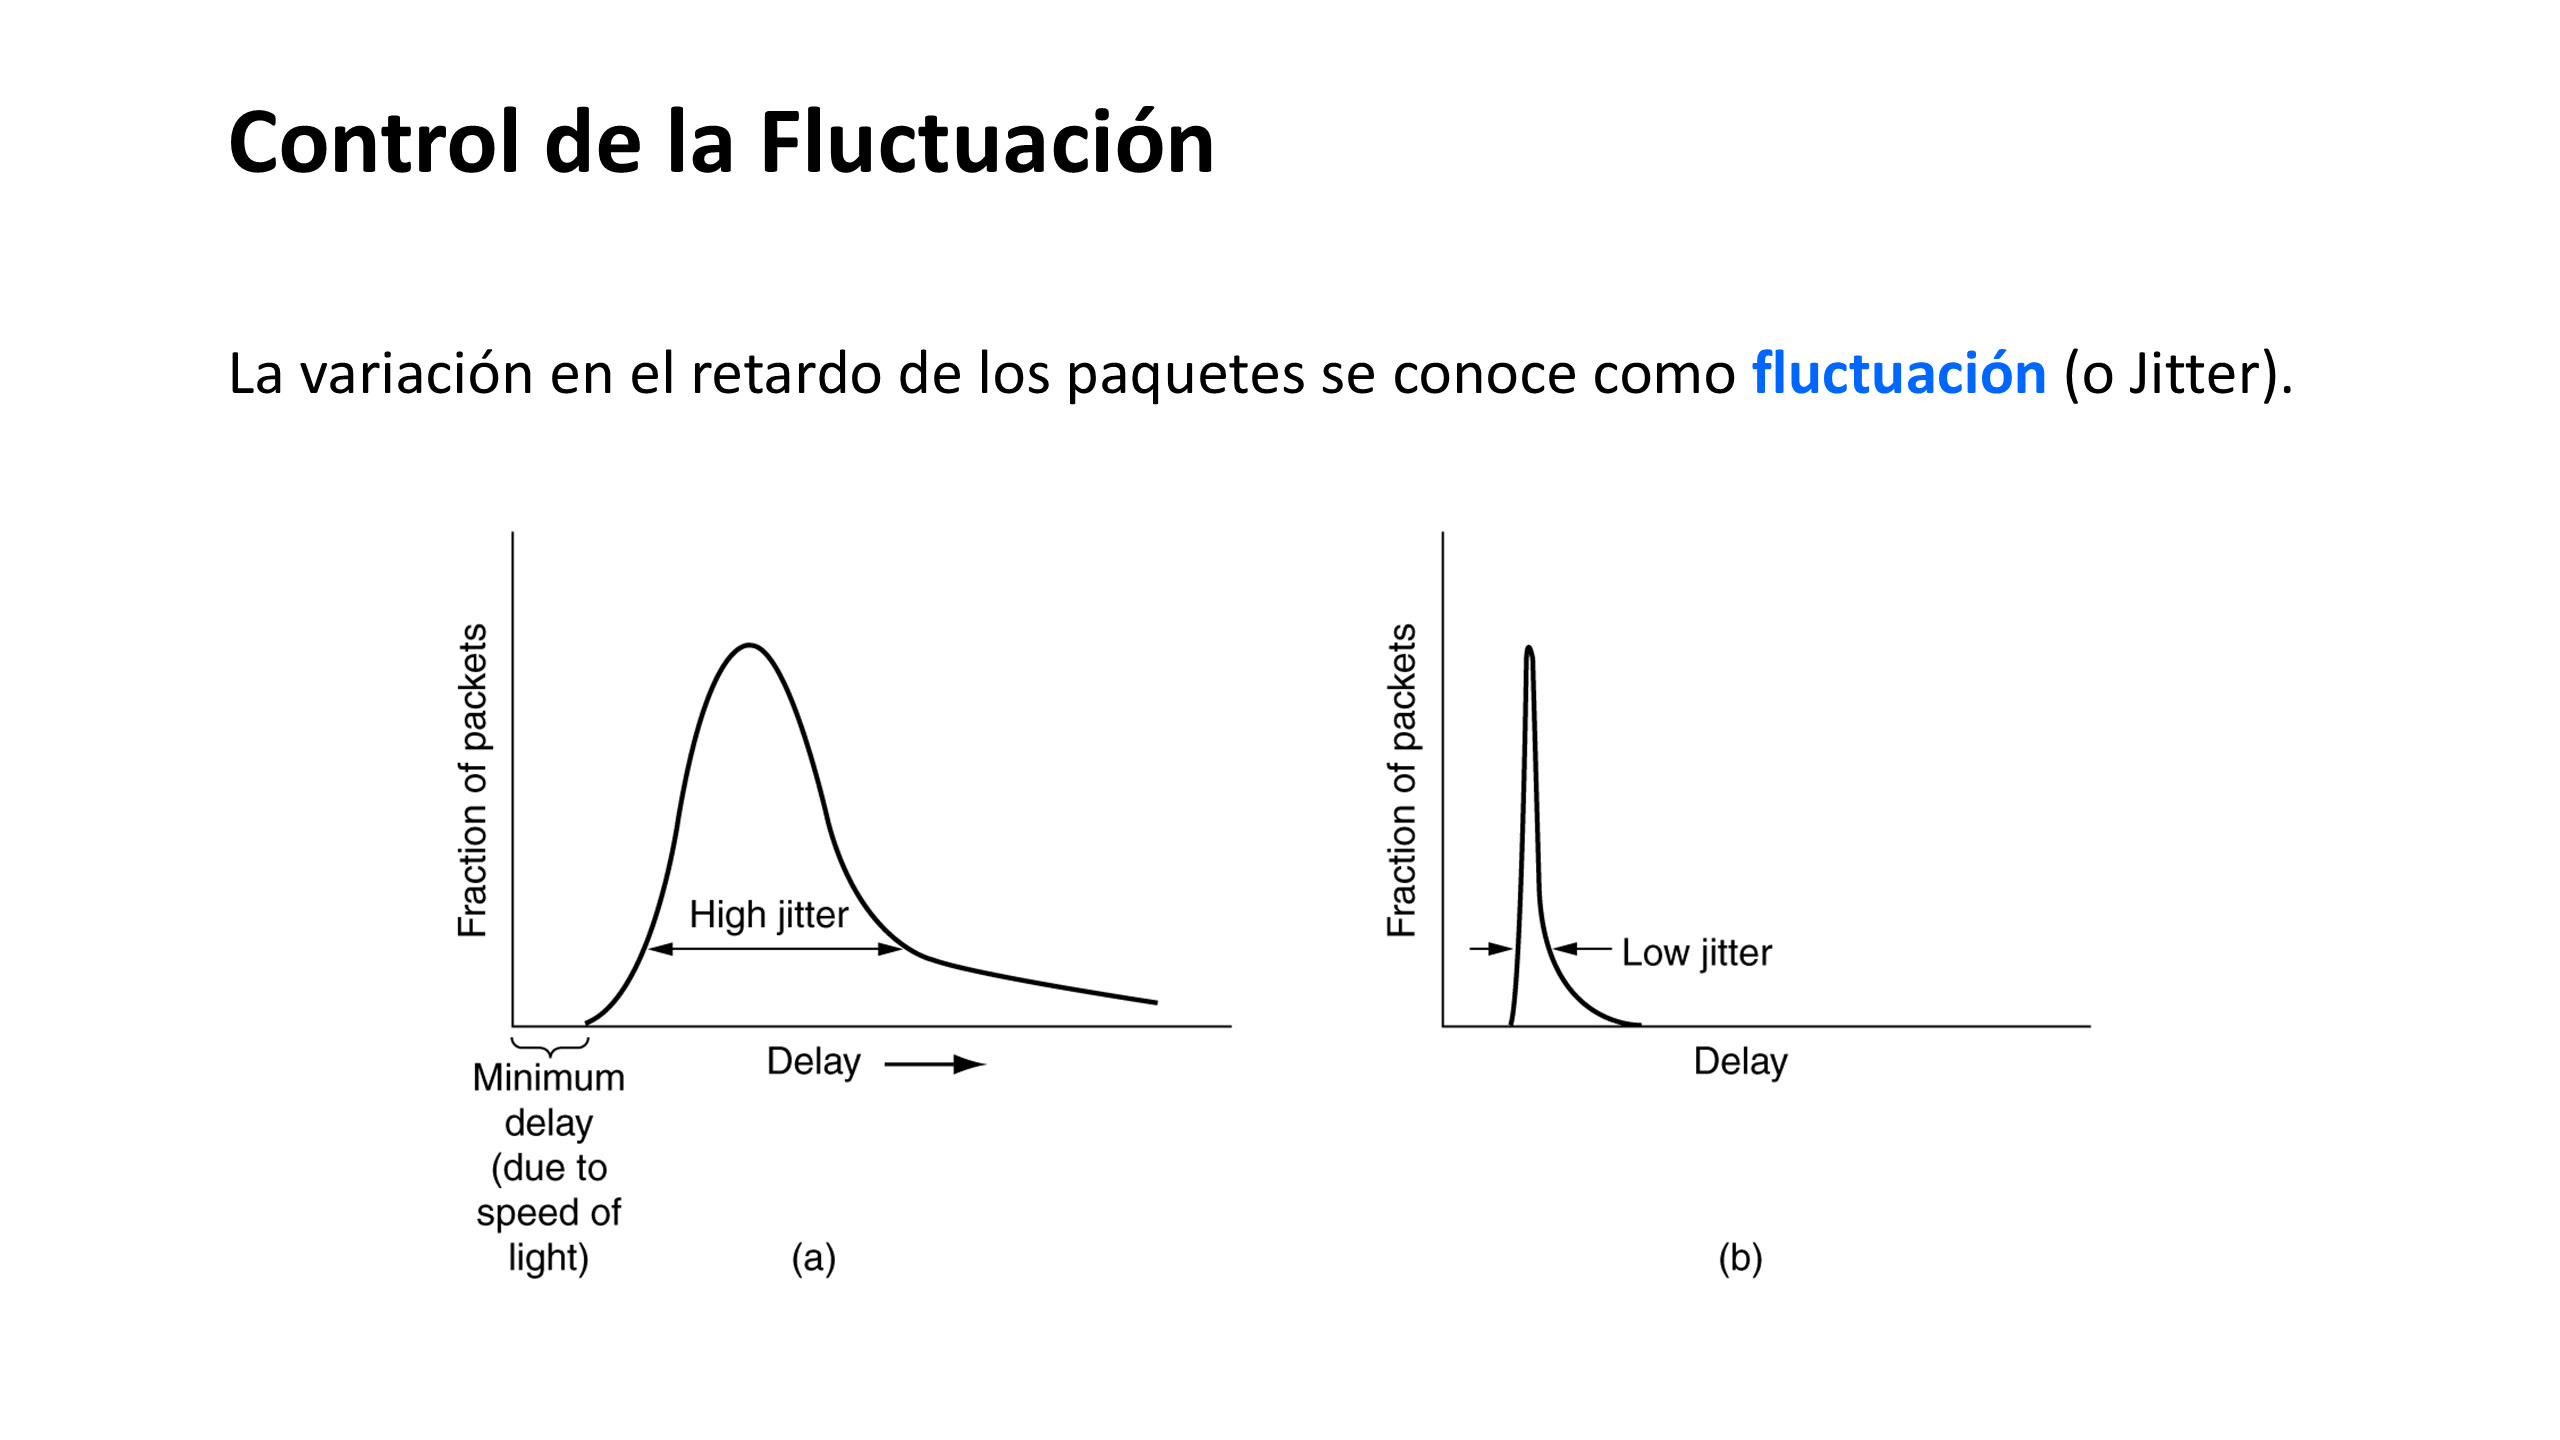 Control de la Fluctuación
La variación en el retardo de los paquetes se conoce como fluctuación (o Jitter).
Fraction of packets
High jitter
Minimum
delay
(due to
speed of
light)
Delay
(a)
Fraction of packets
Low jitter
Delay
(b)